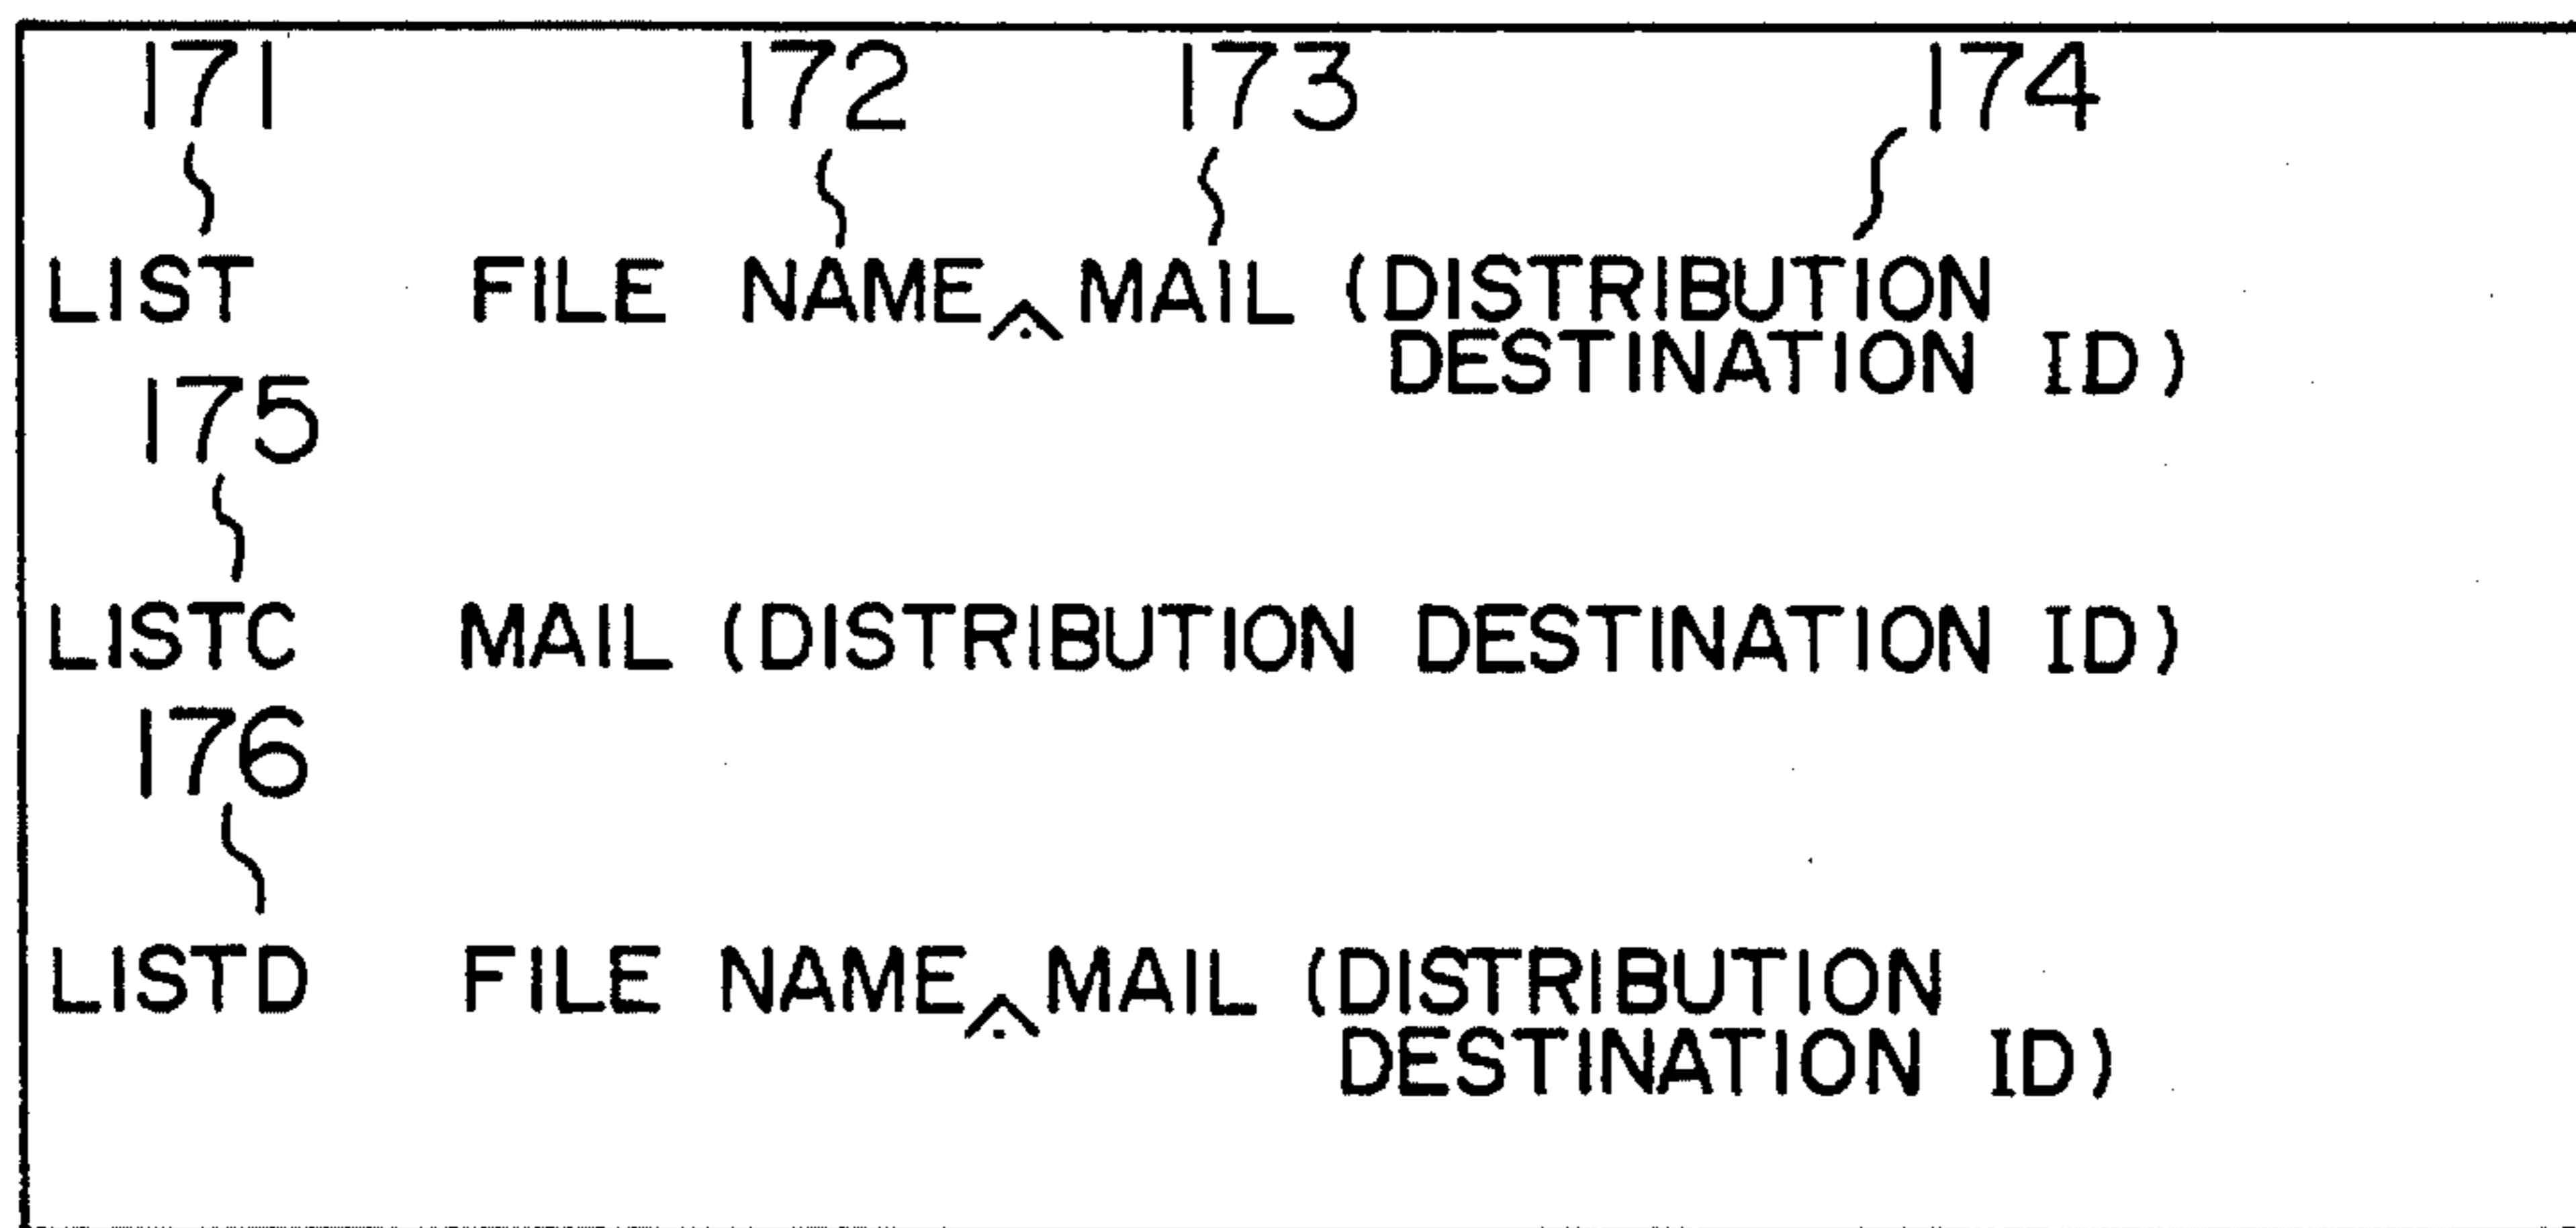 171 172 173 174
LIST FILE NAME^MAIL (DISTRIBUTION
DESTINATION ID)
175
LISTC MAIL (DISTRIBUTION DESTINATION ID)
176
LISTD FILE NAME^MAIL (DISTRIBUTION
DESTINATION ID)